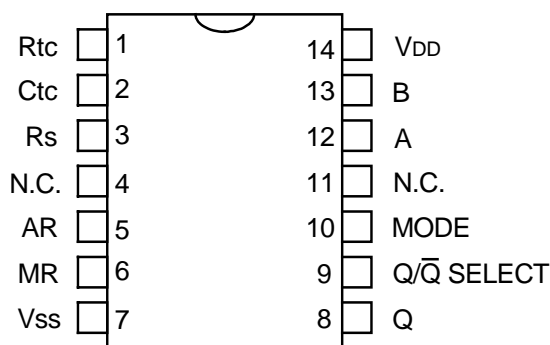 Rtc 1 14 VDD
Ctc 2 13 B
Rs 3 12 A
N.C. 4 11 N.C.
AR 5 10 MODE
MR 6 9 Q/Q̅ SELECT
Vss 7 8 Q